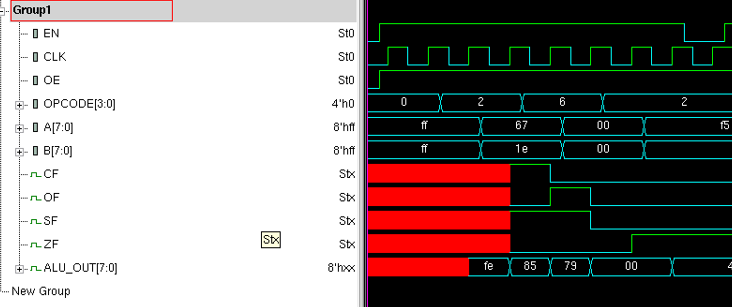 Group1
EN St0
CLK St0
OE St0
OPCODE[3:0] 4'h0 0 2 6 2
A[7:0] 8'hff ff 67 00 f5
B[7:0] 8'hff ff 1e 00
CF Stx
OF Stx
SF Stx
ZF Stx Stx
ALU_OUT[7:0] 8'hxx fe 85 79 00 4
New Group